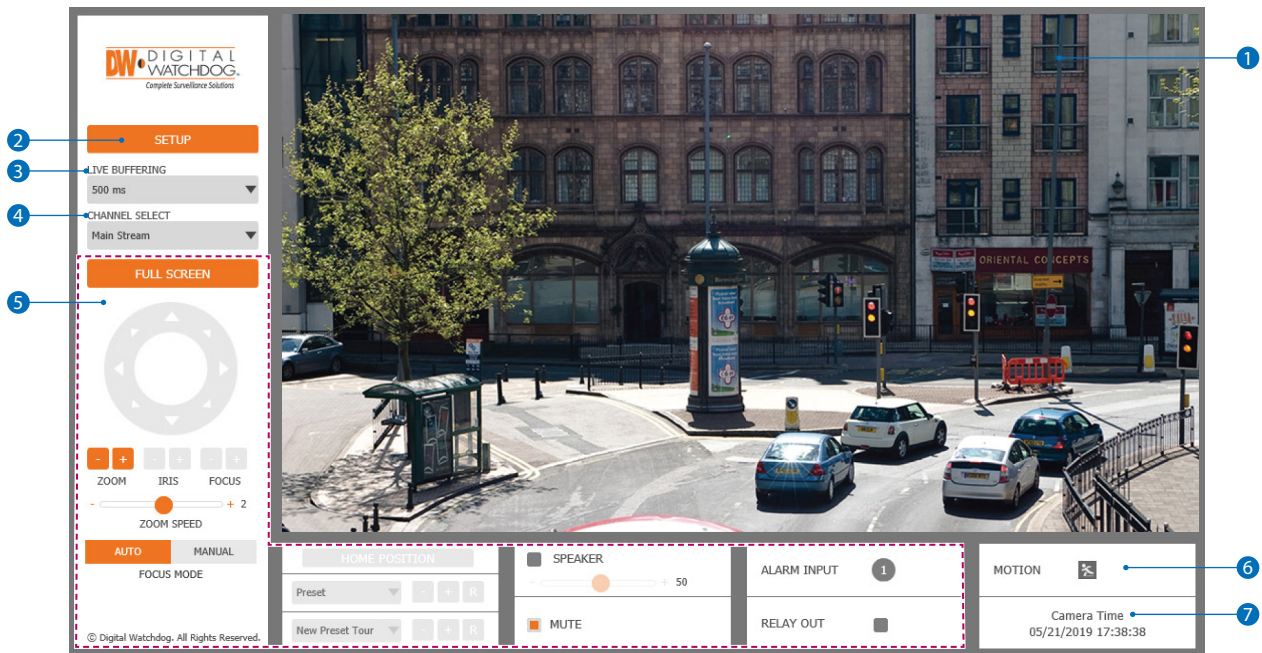 DW DIGITAL
WATCHDOG®
Complete Surveillance Solutions
1
2
SETUP
3
LIVE BUFFERING
500 ms
4
CHANNEL SELECT
Main Stream
FULL SCREEN
5
- + - + - +
ZOOM IRIS FOCUS
- + 2
ZOOM SPEED
AUTO MANUAL
FOCUS MODE
© Digital Watchdog. All Rights Reserved.
ORIENTAL CONCEPTS
HOME POSITION
Preset - + R
New Preset Tour - + R
SPEAKER
- + 50
MUTE
ALARM INPUT 1
RELAY OUT
MOTION
6
Camera Time
7
05/21/2019 17:38:38